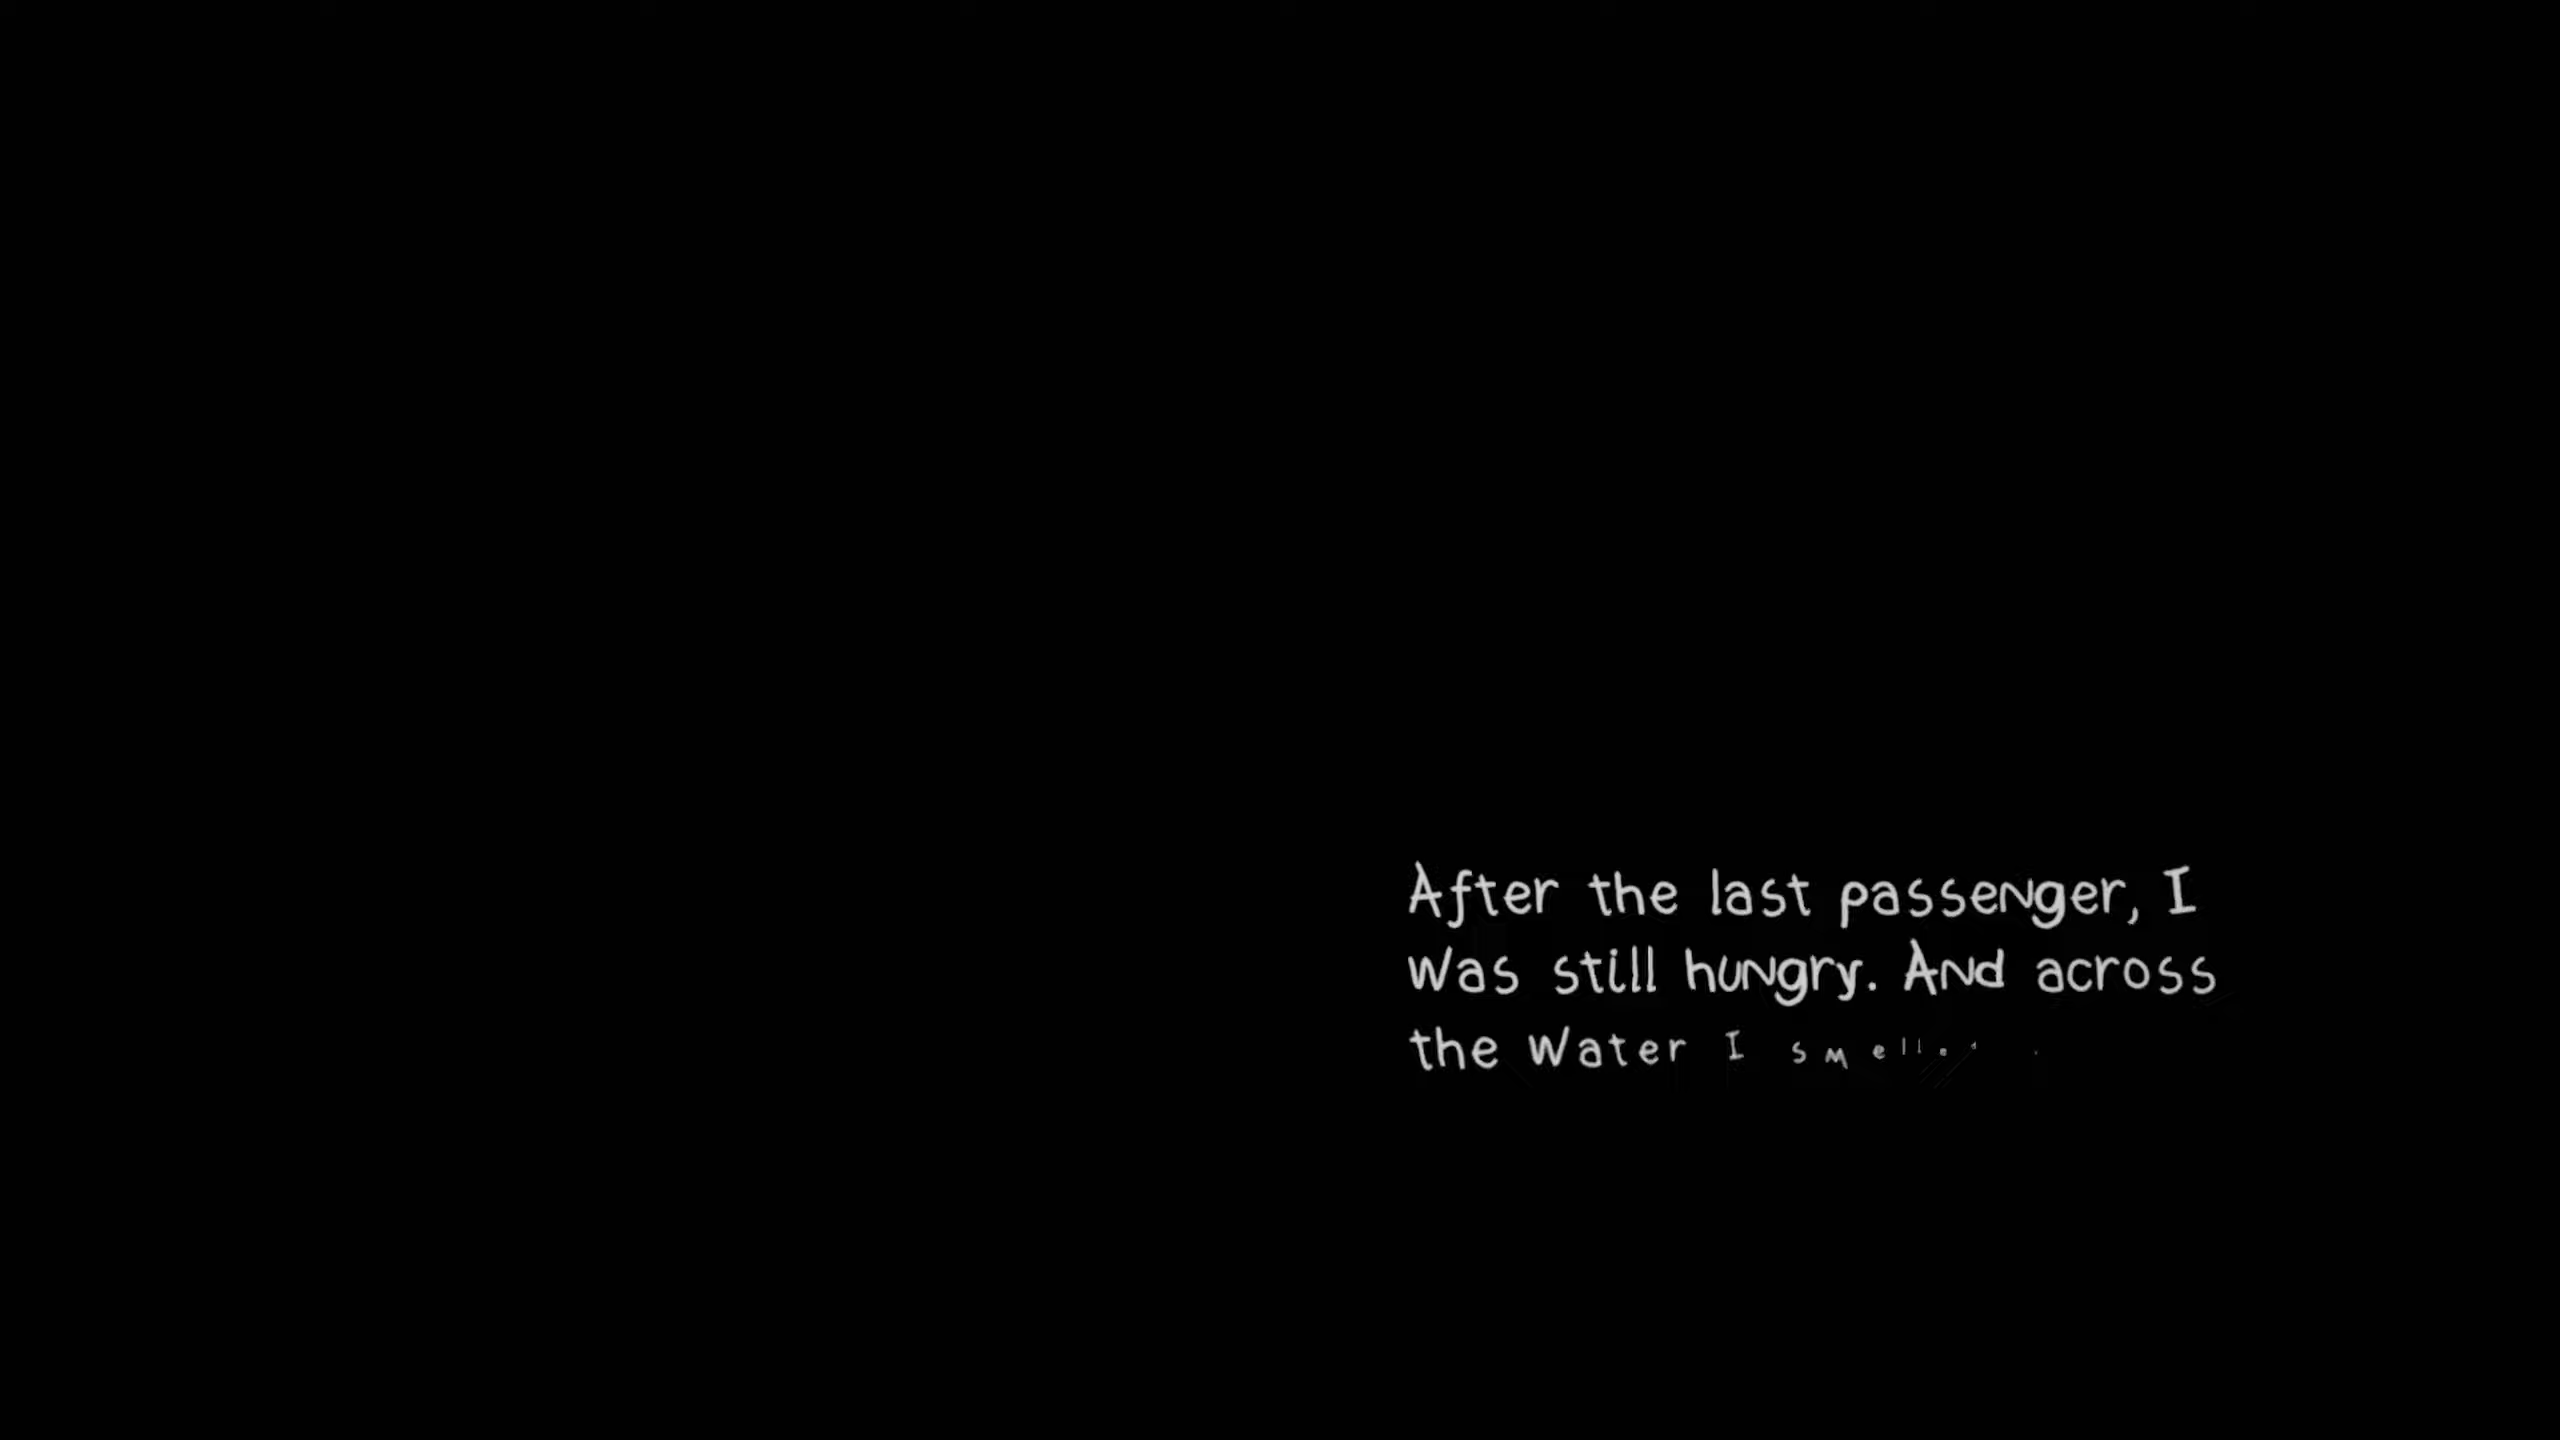 After the last passenger, I
was still hungry. And across
the water I